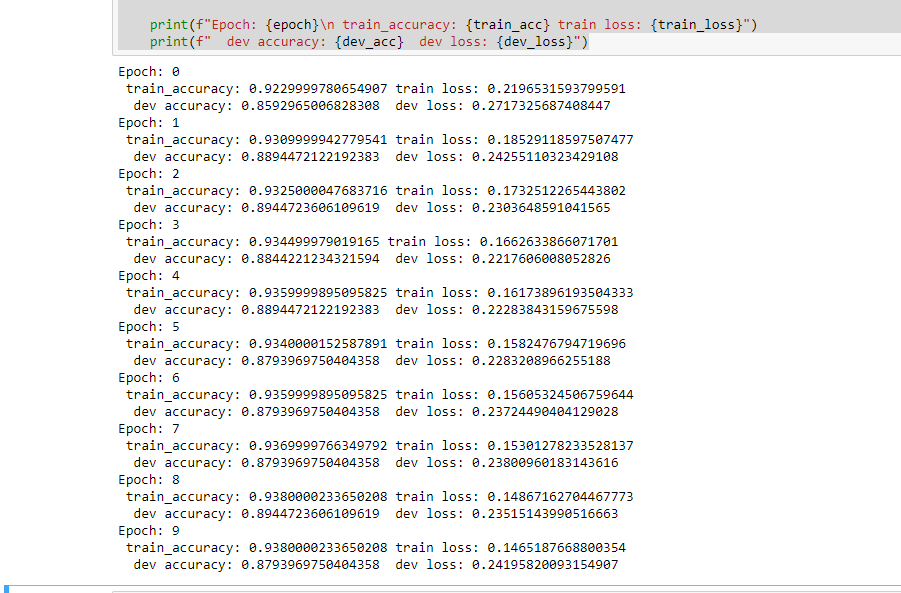 print(f"Epoch: {epoch}\n train_accuracy: {train_acc} train loss: {train_loss}")
print(f"  dev accuracy: {dev_acc}  dev loss: {dev_loss}")
Epoch: 0
 train_accuracy: 0.9229999780654907 train loss: 0.2196531593799591
  dev accuracy: 0.8592965006828308  dev loss: 0.2717325687408447
Epoch: 1
 train_accuracy: 0.9309999942779541 train loss: 0.18529118597507477
  dev accuracy: 0.8894472122192383  dev loss: 0.24255110323429108
Epoch: 2
 train_accuracy: 0.9325000047683716 train loss: 0.1732512265443802
  dev accuracy: 0.8944723606109619  dev loss: 0.2303648591041565
Epoch: 3
 train_accuracy: 0.934499979019165 train loss: 0.1662633866071701
  dev accuracy: 0.8844221234321594  dev loss: 0.2217606008052826
Epoch: 4
 train_accuracy: 0.9359999895095825 train loss: 0.16173896193504333
  dev accuracy: 0.8894472122192383  dev loss: 0.22283843159675598
Epoch: 5
 train_accuracy: 0.9340000152587891 train loss: 0.1582476794719696
  dev accuracy: 0.8793969750404358  dev loss: 0.2283208966255188
Epoch: 6
 train_accuracy: 0.9359999895095825 train loss: 0.15605324506759644
  dev accuracy: 0.8793969750404358  dev loss: 0.23724490404129028
Epoch: 7
 train_accuracy: 0.9369999766349792 train loss: 0.15301278233528137
  dev accuracy: 0.8793969750404358  dev loss: 0.23800960183143616
Epoch: 8
 train_accuracy: 0.9380000233650208 train loss: 0.14867162704467773
  dev accuracy: 0.8944723606109619  dev loss: 0.23515143990516663
Epoch: 9
 train_accuracy: 0.9380000233650208 train loss: 0.1465187668800354
  dev accuracy: 0.8793969750404358  dev loss: 0.24195820093154907